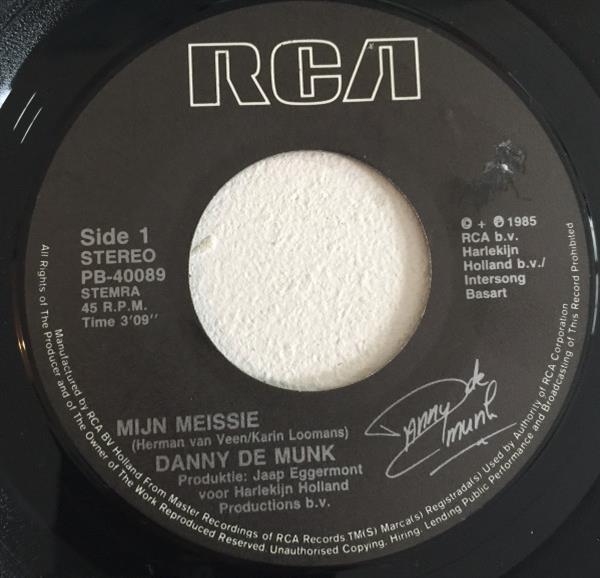 RCA
Side 1
STEREO
PB-40089
STEMRA
45 R.P.M.
Time 3'09''
© + ℗ 1985
RCA b.v.
Harlekijn
Holland b.v./
Intersong
Basart
MIJN MEISSIE
(Herman van Veen/Karin Loomans)
DANNY DE MUNK
Produktie: Jaap Eggermont
voor Harlekijn Holland
Productions b.v.
Danny de
munk
Manufactured by RCA BV Holland From Master Recordings of RCA Records TM(S) Marca(s) Registrada(s) Used by Authority of RCA Corporation
All Rights of The Producer and of The Owner of The Work Reproduced Reserved. Unauthorised Copying. Hiring. Lending Public Performance and Broadcasting of This Record Prohibited